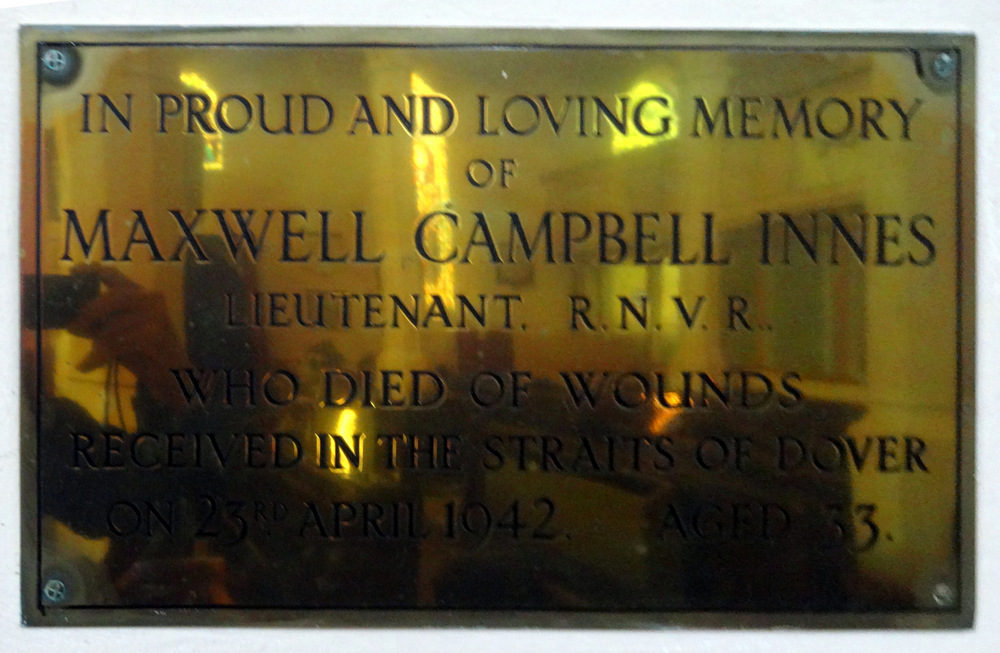 IN PROUD AND LOVING MEMORY
OF
MAXWELL CAMPBELL INNES
LIEUTENANT. R.N.V.R..
WHO DIED OF WOUNDS
RECEIVED IN THE STRAITS OF DOVER
ON 23RD APRIL 1942. AGED 33.